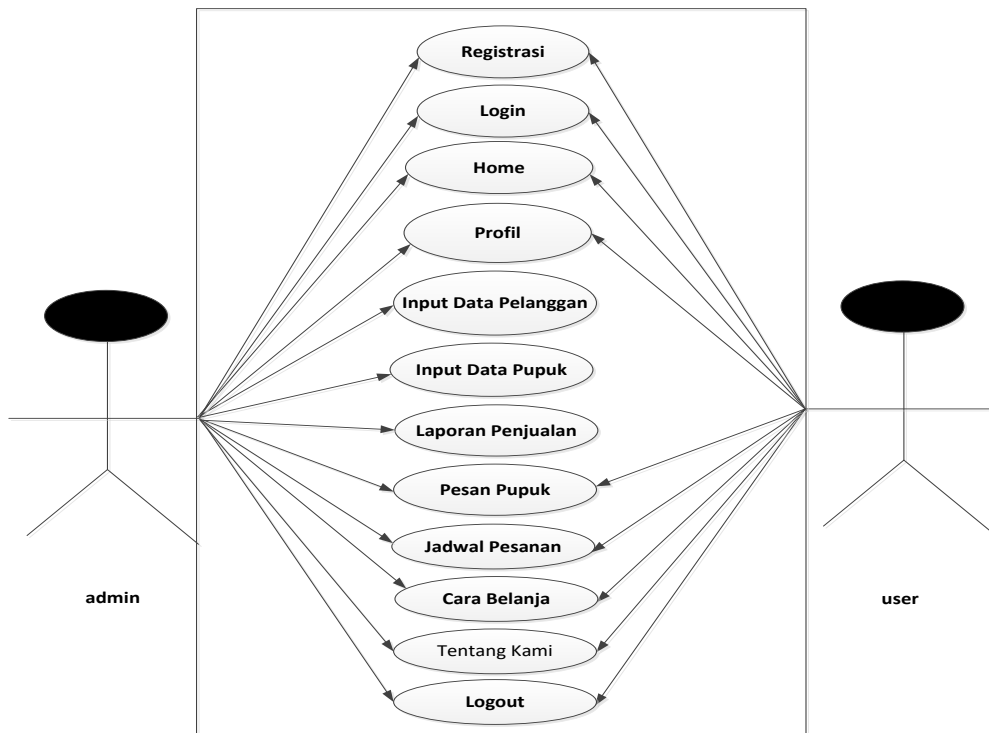 Registrasi
Login
Home
Profil
Input Data Pelanggan
Input Data Pupuk
Laporan Penjualan
Pesan Pupuk
Jadwal Pesanan
Cara Belanja
Tentang Kami
Logout
admin
user